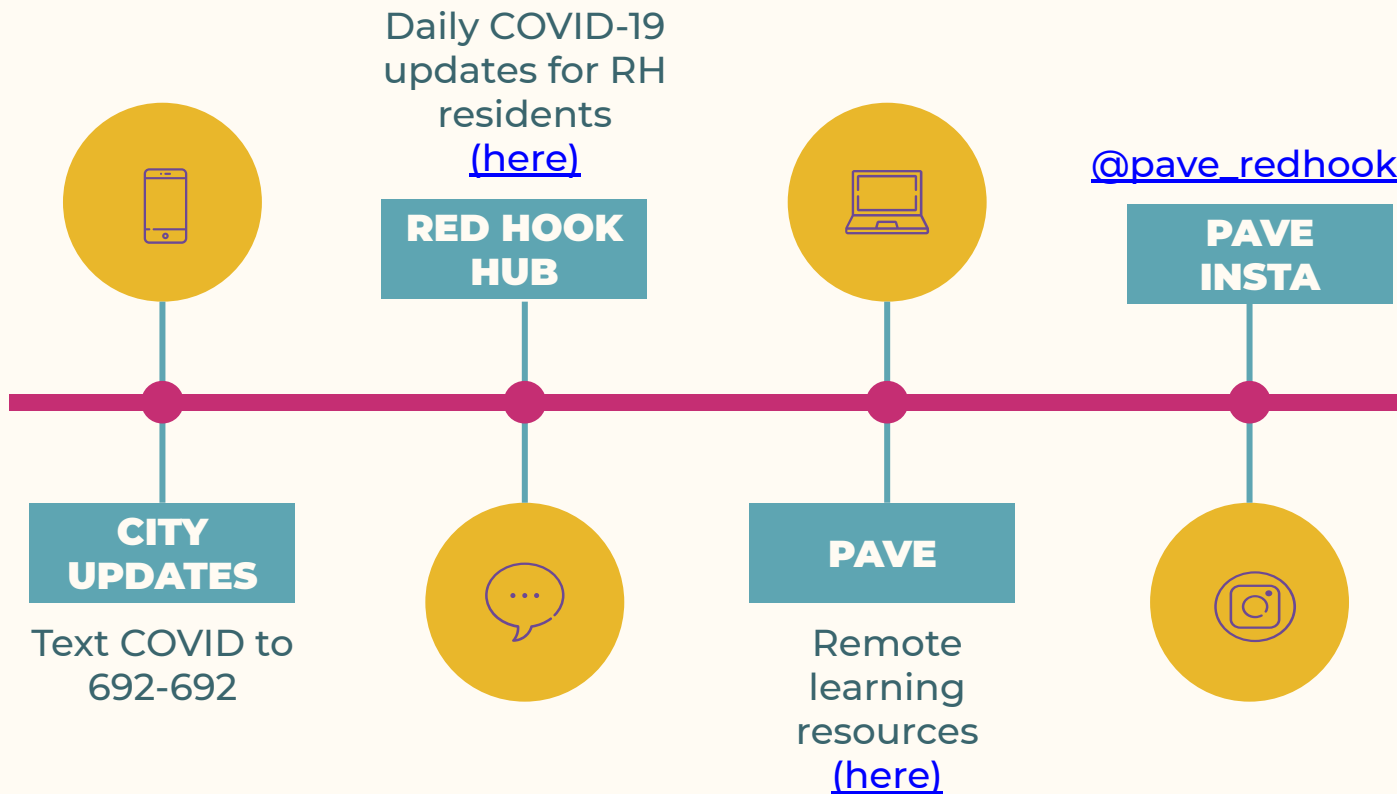 CITY
UPDATES
Text COVID to
692-692
Daily COVID-19
updates for RH
residents
(here)
RED HOOK
HUB
PAVE
Remote
learning
resources
(here)
@pave_redhook
PAVE
INSTA